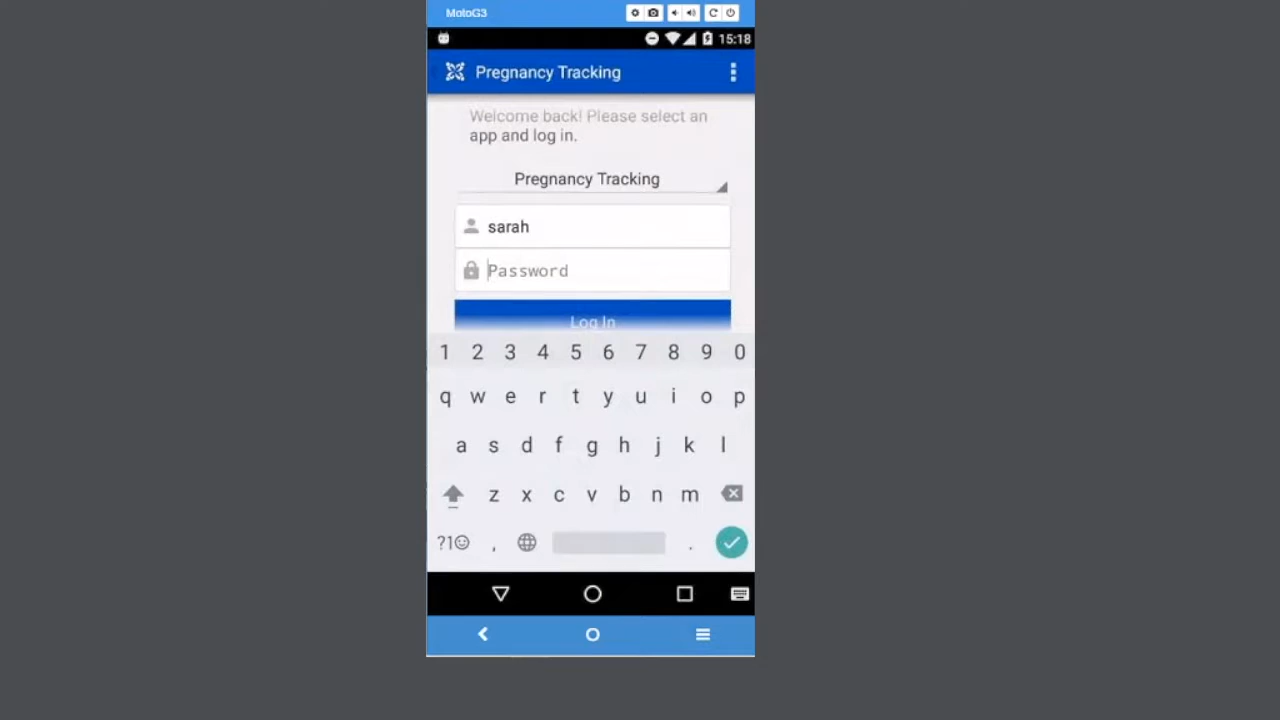 MotoG3
15:18
Pregnancy Tracking
Welcome back! Please select an
app and log in.
Pregnancy Tracking
sarah
Password
Log In
1 2 3 4 5 6 7 8 9 0
q w e r t y u i o p
a s d f g h j k l
z x c v b n m
?1☺ , .